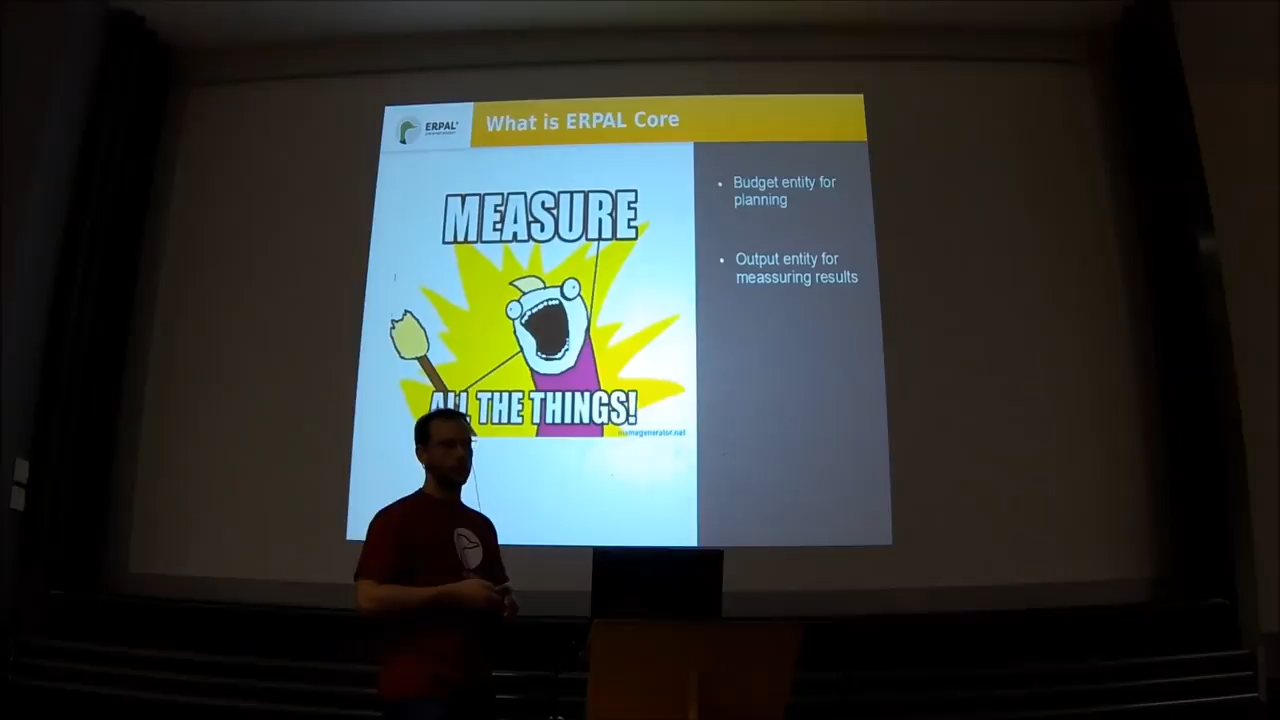 ERPAL
What is ERPAL Core
MEASURE
ALL THE THINGS!
memegenerator.net
• Budget entity for
planning
• Output entity for
meassuring results